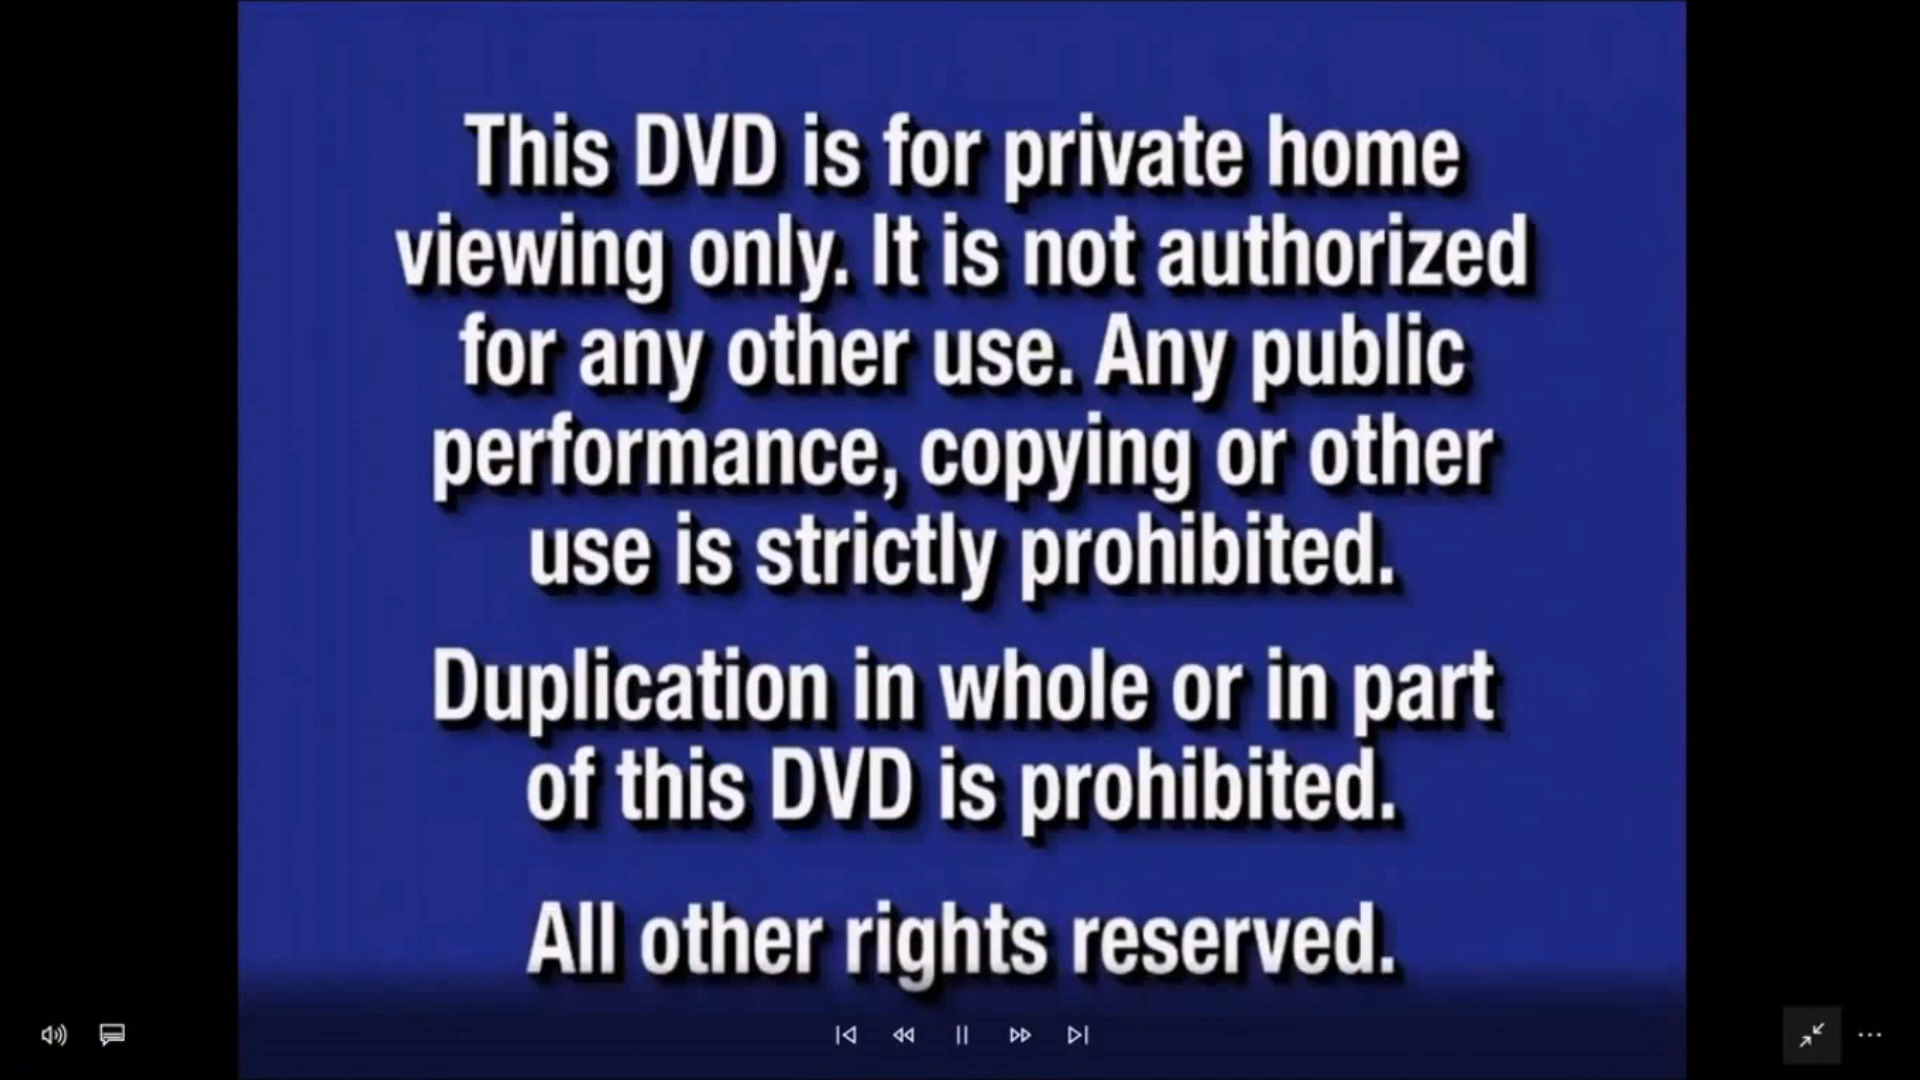 This DVD is for private home
viewing only. It is not authorized
for any other use. Any public
performance, copying or other
use is strictly prohibited.
Duplication in whole or in part
of this DVD is prohibited.
All other rights reserved.